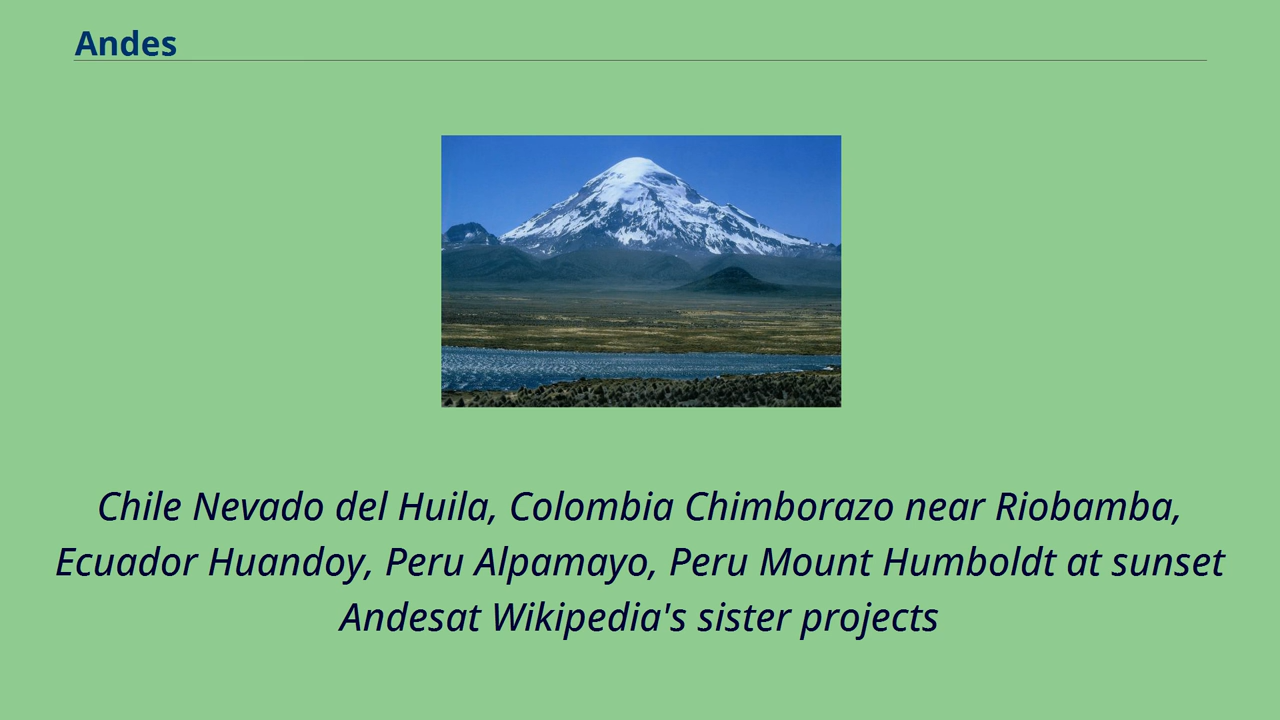 Andes
Chile Nevado del Huila, Colombia Chimborazo near Riobamba,
Ecuador Huandoy, Peru Alpamayo, Peru Mount Humboldt at sunset
Andesat Wikipedia's sister projects